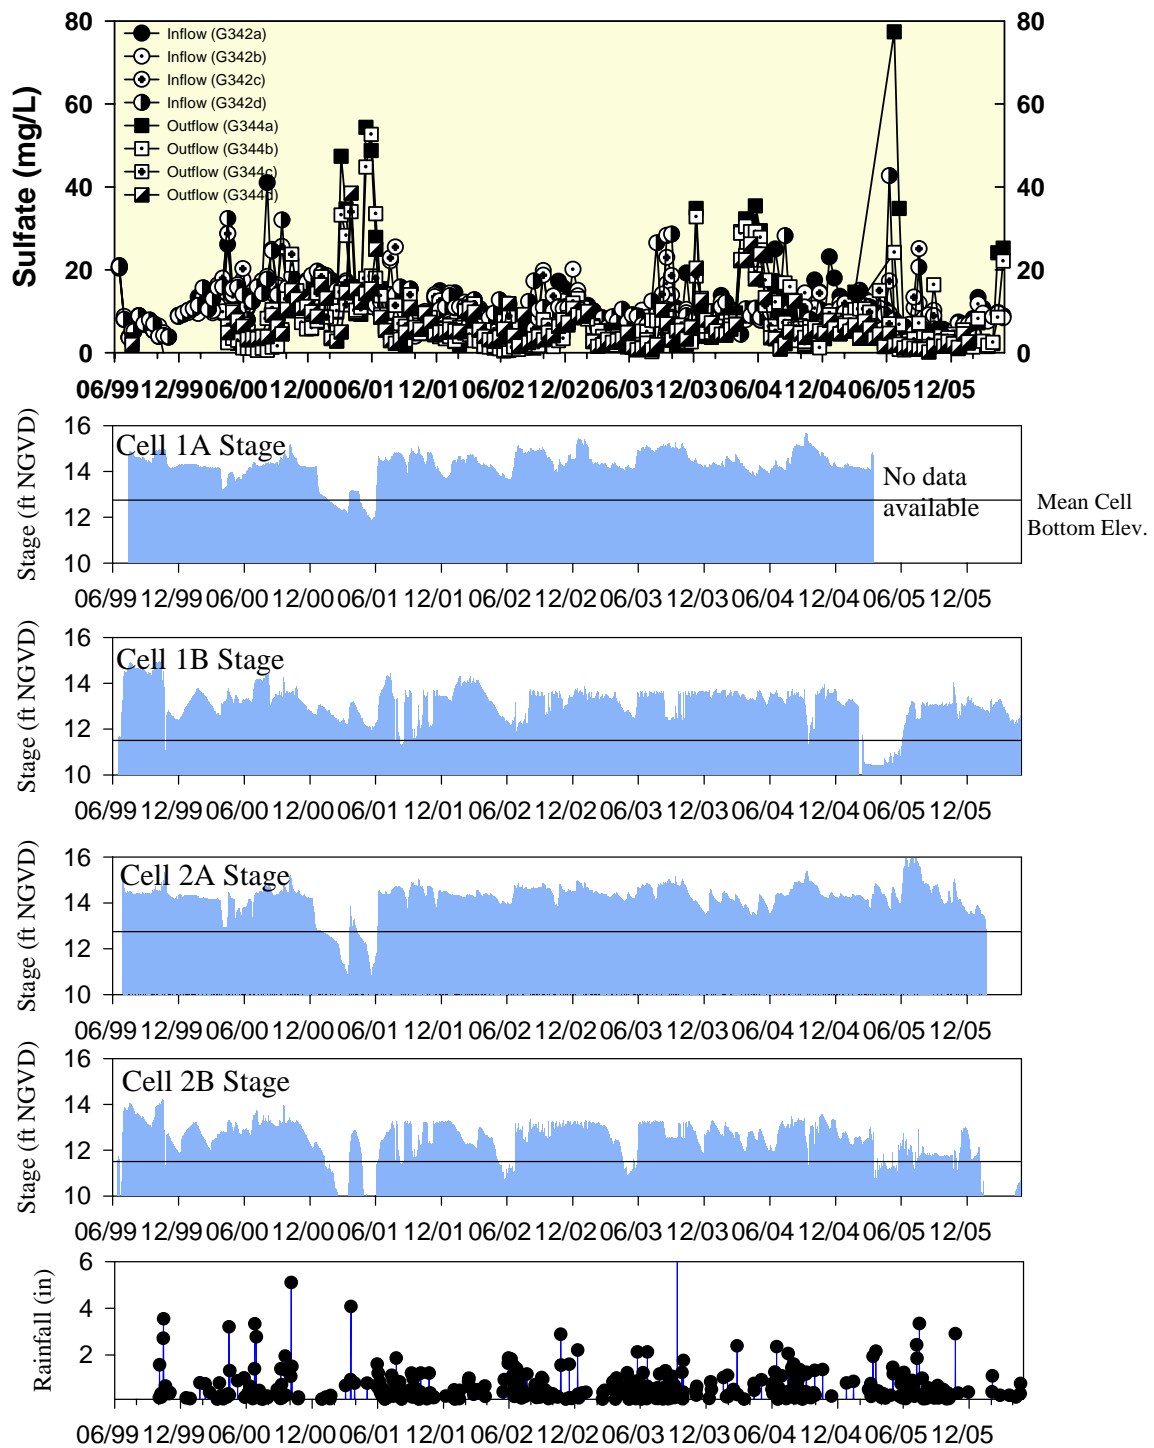 80
60
40
20
0
80
60
40
20
0
Sulfate (mg/L)
Inflow (G342a)
Inflow (G342b)
Inflow (G342c)
Inflow (G342d)
Outflow (G344a)
Outflow (G344b)
Outflow (G344c)
Outflow (G344d)
06/99 12/99 06/00 12/00 06/01 12/01 06/02 12/02 06/03 12/03 06/04 12/04 06/05 12/05
Stage (ft NGVD)
16
14
12
10
Cell 1A Stage
No data
available
Mean Cell
Bottom Elev.
06/99 12/99 06/00 12/00 06/01 12/01 06/02 12/02 06/03 12/03 06/04 12/04 06/05 12/05
Stage (ft NGVD)
16
14
12
10
Cell 1B Stage
06/99 12/99 06/00 12/00 06/01 12/01 06/02 12/02 06/03 12/03 06/04 12/04 06/05 12/05
Stage (ft NGVD)
16
14
12
10
Cell 2A Stage
06/99 12/99 06/00 12/00 06/01 12/01 06/02 12/02 06/03 12/03 06/04 12/04 06/05 12/05
Stage (ft NGVD)
16
14
12
10
Cell 2B Stage
06/99 12/99 06/00 12/00 06/01 12/01 06/02 12/02 06/03 12/03 06/04 12/04 06/05 12/05
Rainfall (in)
6
4
2
06/99 12/99 06/00 12/00 06/01 12/01 06/02 12/02 06/03 12/03 06/04 12/04 06/05 12/05